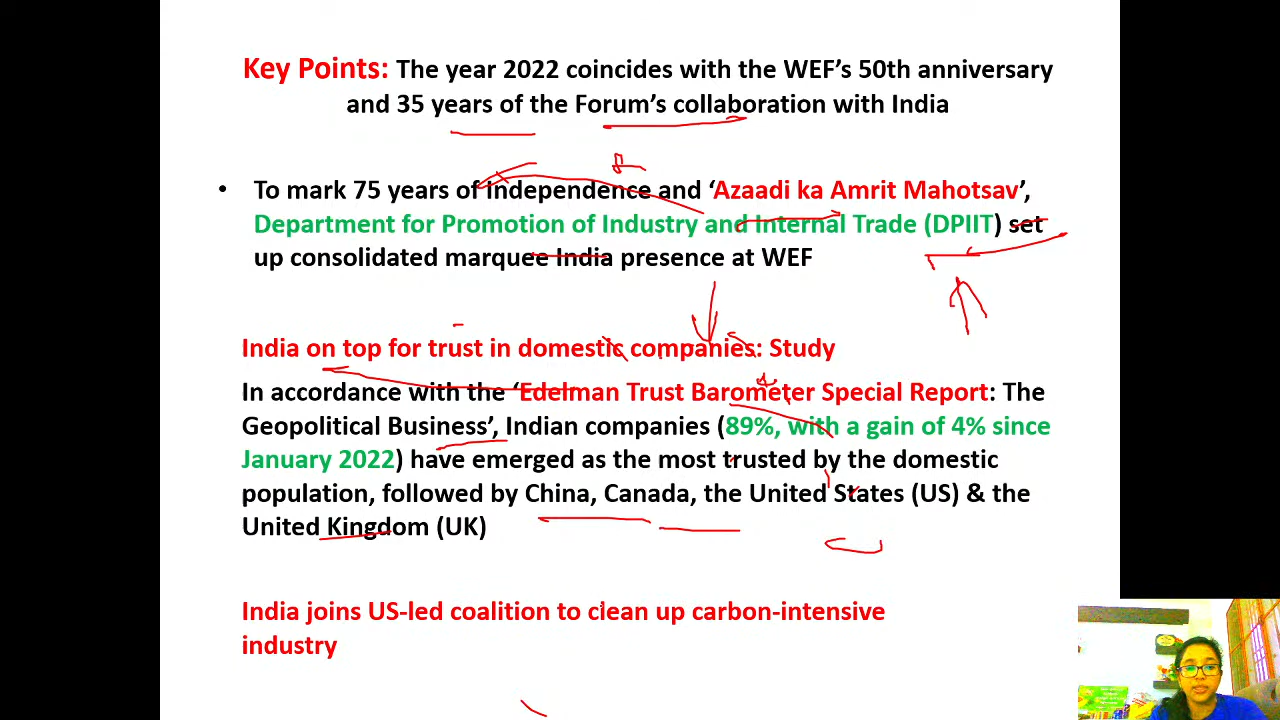 Key Points: The year 2022 coincides with the WEF's 50th anniversary
and 35 years of the Forum's collaboration with India
• To mark 75 years of independence and 'Azaadi ka Amrit Mahotsav',
Department for Promotion of Industry and Internal Trade (DPIIT) set
up consolidated marquee India presence at WEF
India on top for trust in domestic companies: Study
In accordance with the 'Edelman Trust Barometer Special Report: The
Geopolitical Business', Indian companies (89%, with a gain of 4% since
January 2022) have emerged as the most trusted by the domestic
population, followed by China, Canada, the United States (US) & the
United Kingdom (UK)
India joins US-led coalition to clean up carbon-intensive
industry